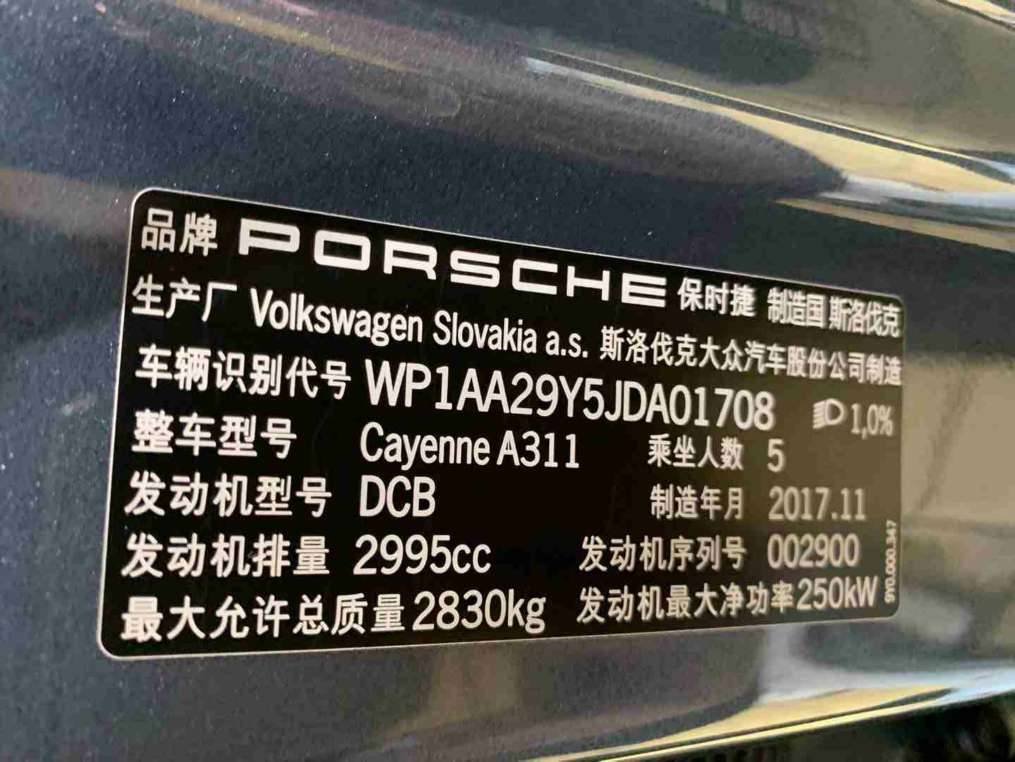 品牌 PORSCHE 保时捷 制造国 斯洛伐克
生产厂 Volkswagen Slovakia a.s. 斯洛伐克大众汽车股份公司制造
车辆识别代号 WP1AA29Y5JDA01708 1,0%
整车型号 Cayenne A311 乘坐人数 5
发动机型号 DCB 制造年月 2017.11
发动机排量 2995cc 发动机序列号 002900
最大允许总质量 2830kg 发动机最大净功率 250kW
9Y0.000.347